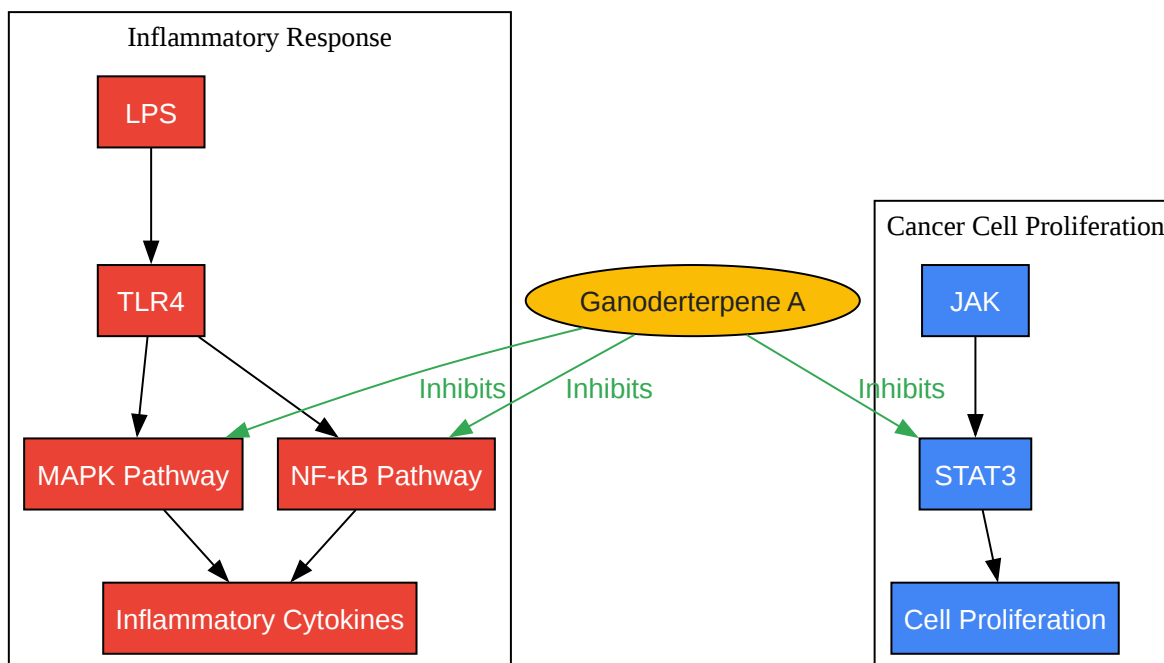 Inflammatory Response
LPS
Cancer Cell Proliferation
TLR4
Ganoderterpene A
JAK
Inhibits
Inhibits
Inhibits
MAPK Pathway
NF-κB Pathway
STAT3
Inflammatory Cytokines
Cell Proliferation